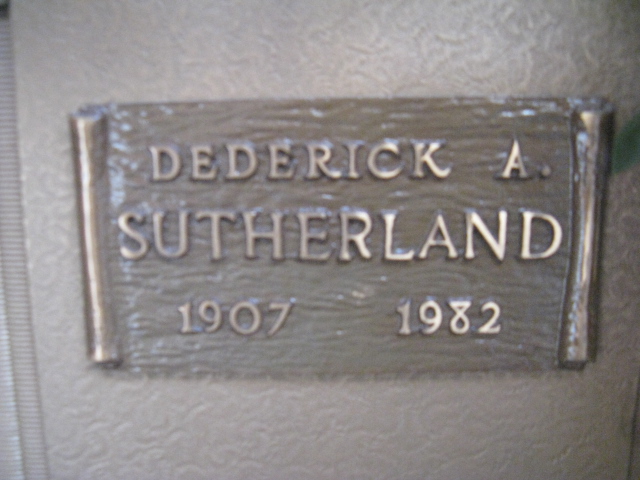 DEDERICK A.
SUTHERLAND
1907 1982